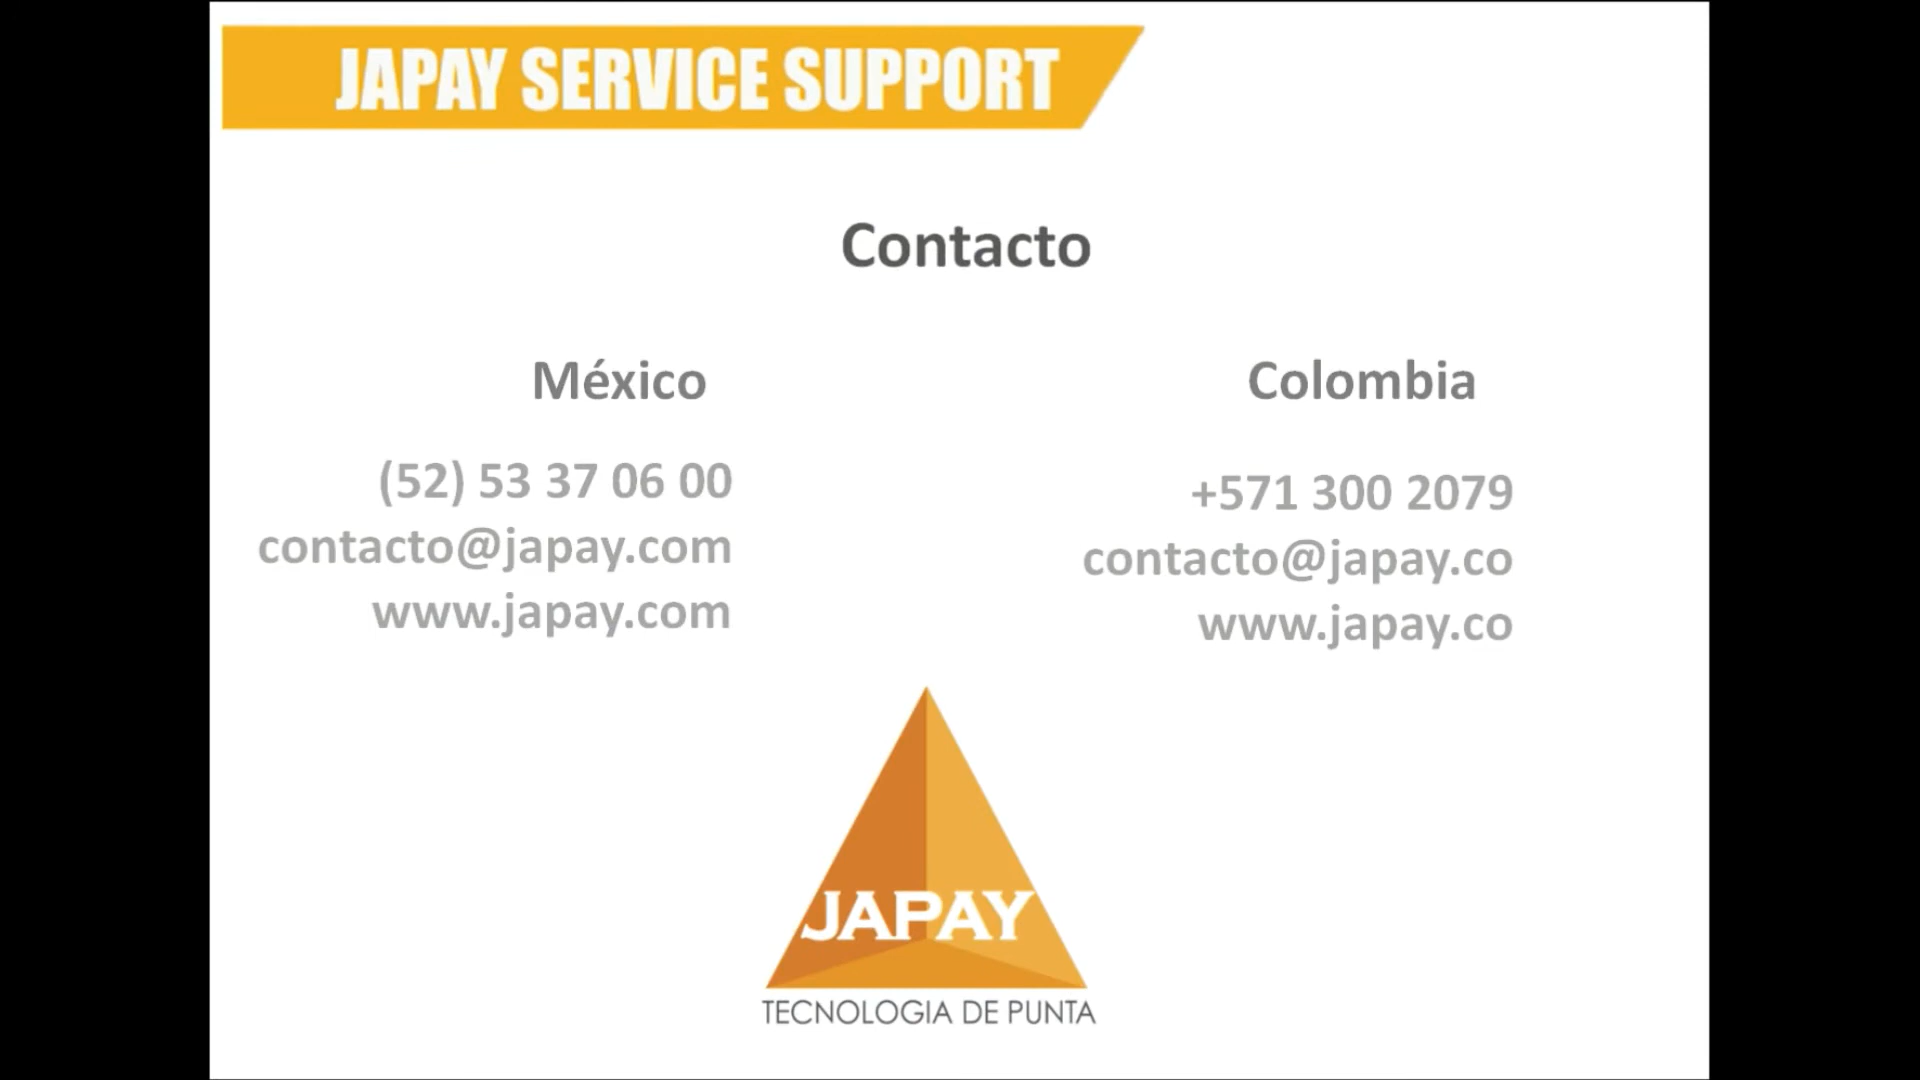 JAPAY SERVICE SUPPORT
Contacto
México
(52) 53 37 06 00
contacto@japay.com
www.japay.com
Colombia
+571 300 2079
contacto@japay.co
www.japay.co
JAPAY
TECNOLOGIA DE PUNTA